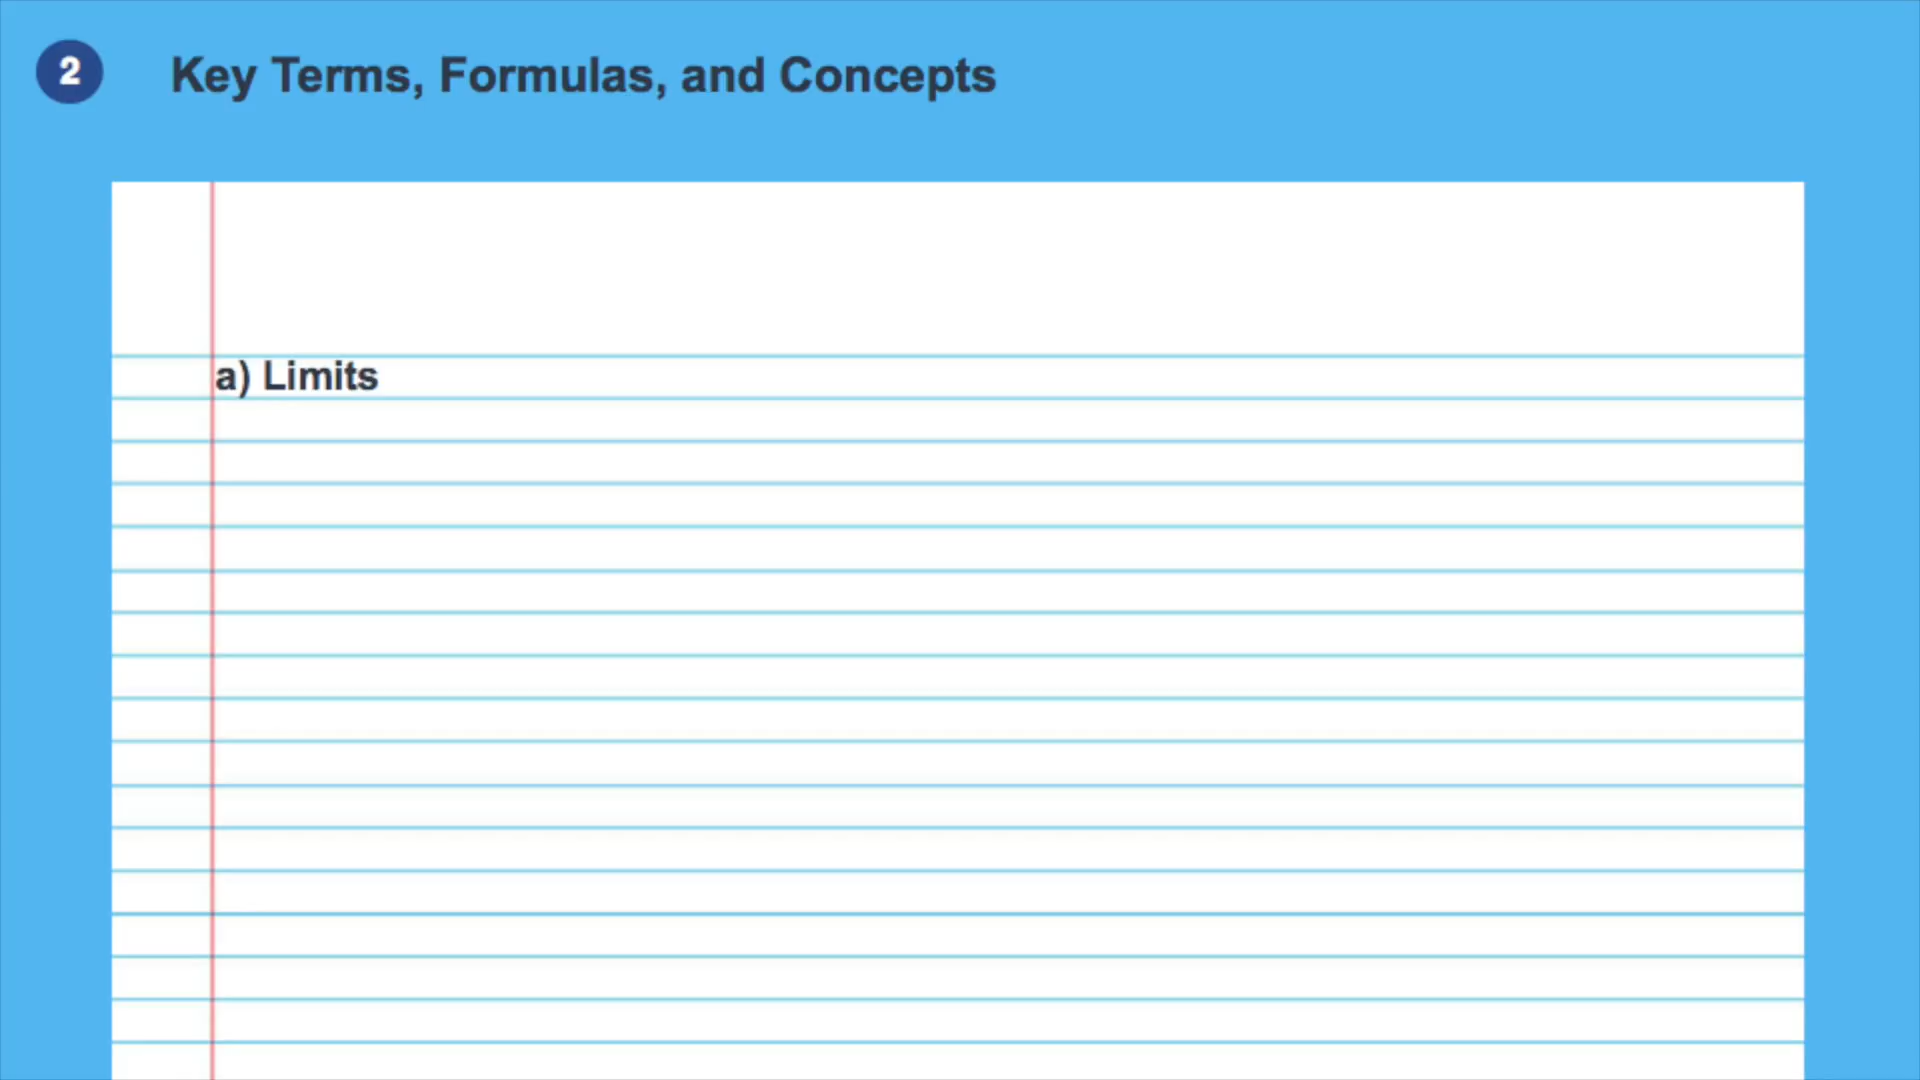 2
Key Terms, Formulas, and Concepts
a) Limits